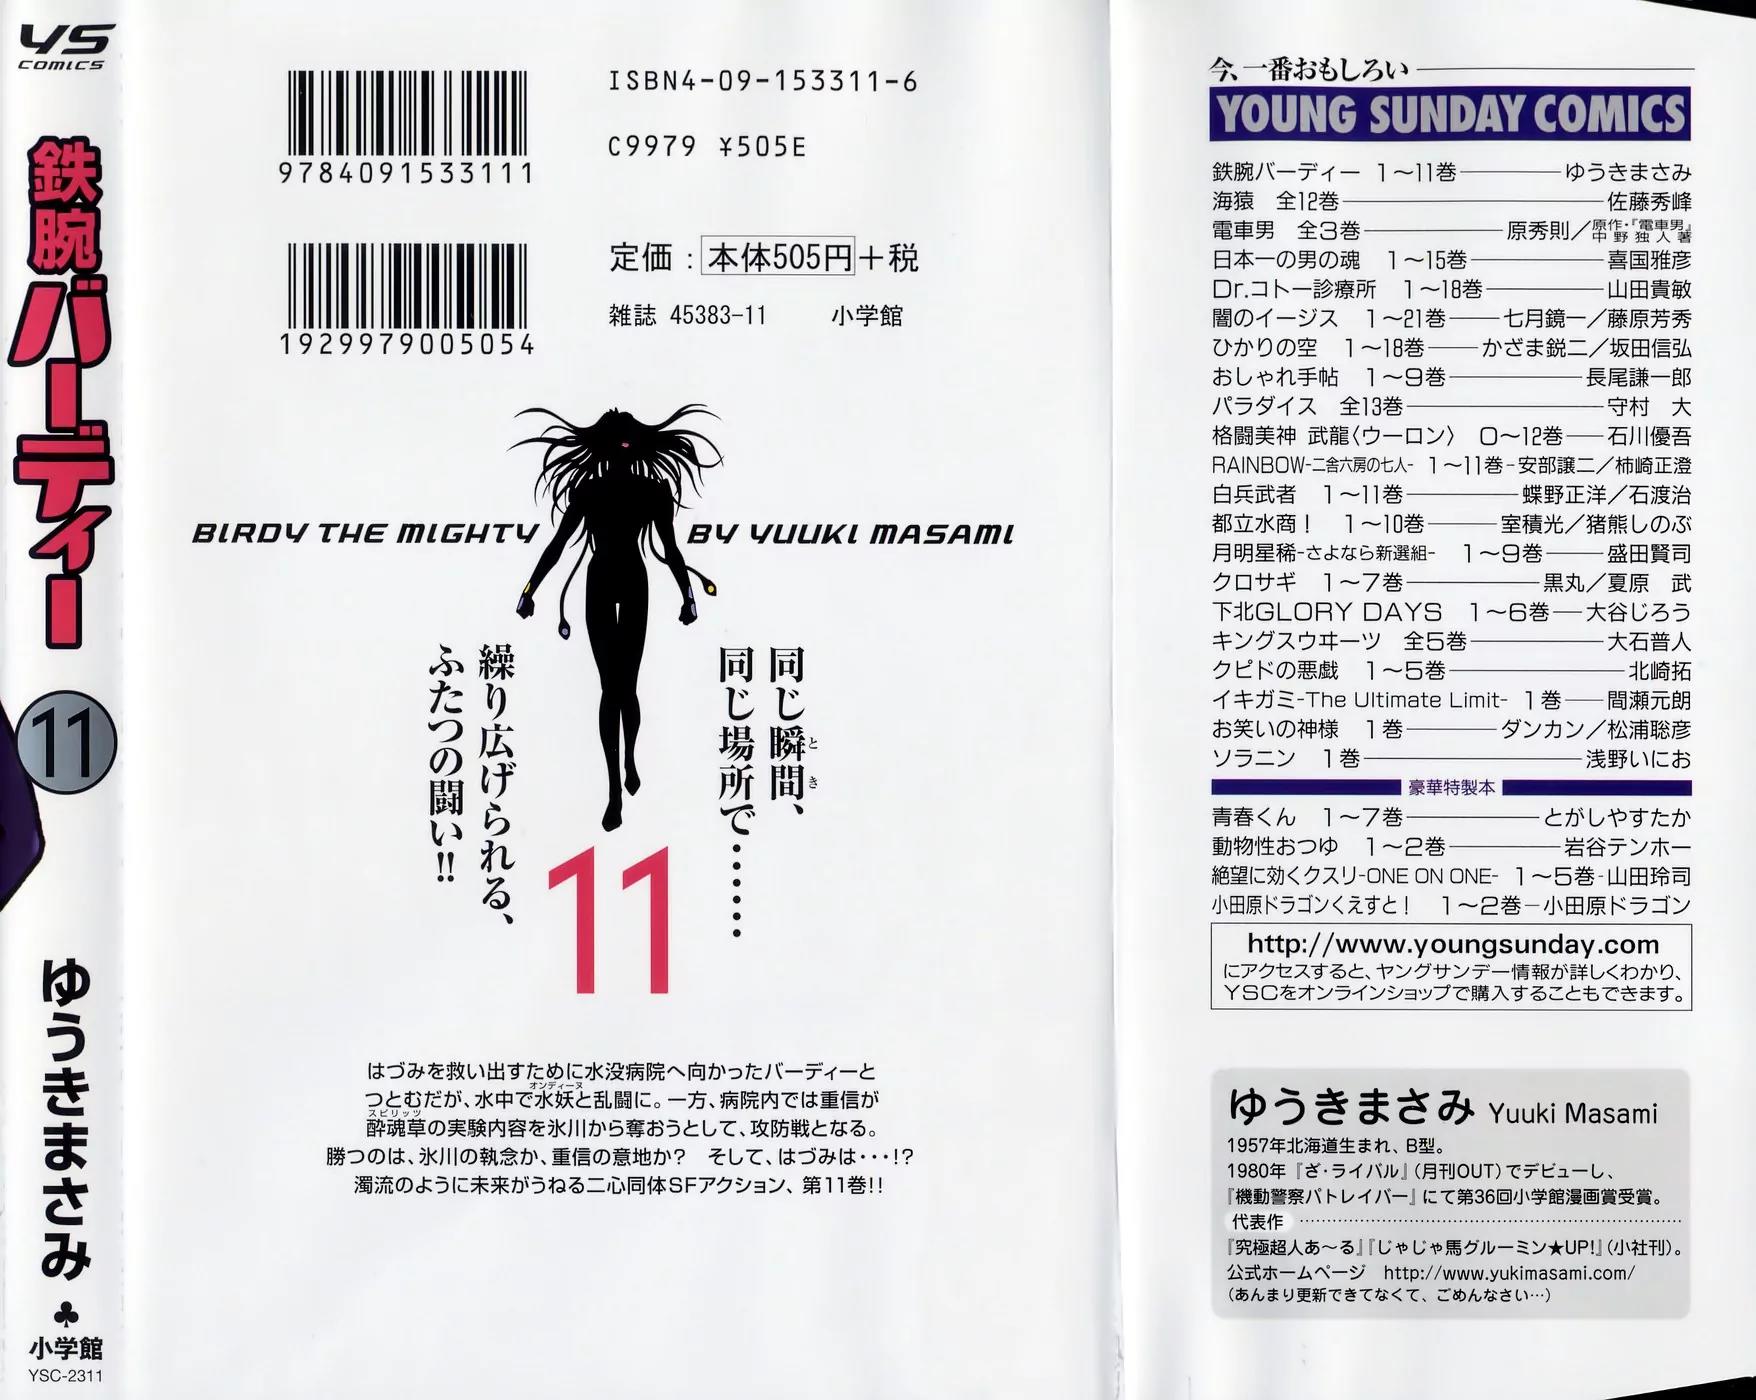 YS
COMICS
鉄腕バーディー
11
ゆうきまさみ
小学館
YSC-2311
9784091533111
1929979005054
ISBN4-09-153311-6
C9979 ¥505E
定価：本体505円＋税
雑誌 45383-11 小学館
BIRDY THE MIGHTY BY YUUKI MASAMI
同じ瞬間、
とき
同じ場所で……
繰り広げられる、
ふたつの闘い!!
11
はづみを救い出すために水没病院へ向かったバーディーと
オンディーヌ
つとむだが、水中で水妖と乱闘に。一方、病院内では重信が
スピリッツ
酔魂草の実験内容を氷川から奪おうとして、攻防戦となる。
勝つのは、氷川の執念か、重信の意地か？ そして、はづみは･･･!?
濁流のように未来がうねる二心同体SFアクション、第11巻!!
今、一番おもしろい
YOUNG SUNDAY COMICS
鉄腕バーディー 1〜11巻 ゆうきまさみ
海猿 全12巻 佐藤秀峰
電車男 全3巻 原秀則／原作・『電車男』中野独人著
日本一の男の魂 1〜15巻 喜国雅彦
Dr.コトー診療所 1〜18巻 山田貴敏
闇のイージス 1〜21巻 七月鏡一／藤原芳秀
ひかりの空 1〜18巻 かざま鋭二／坂田信弘
おしゃれ手帖 1〜9巻 長尾謙一郎
パラダイス 全13巻 守村 大
格闘美神 武龍〈ウーロン〉 0〜12巻 石川優吾
RAINBOW-二舎六房の七人- 1〜11巻 安部譲二／柿崎正澄
白兵武者 1〜11巻 蝶野正洋／石渡治
都立水商！ 1〜10巻 室積光／猪熊しのぶ
月明星稀-さよなら新選組- 1〜9巻 盛田賢司
クロサギ 1〜7巻 黒丸／夏原 武
下北GLORY DAYS 1〜6巻 大谷じろう
キングスウヰーツ 全5巻 大石普人
クピドの悪戯 1〜5巻 北崎拓
イキガミ-The Ultimate Limit- 1巻 間瀬元朗
お笑いの神様 1巻 ダンカン／松浦聡彦
ソラニン 1巻 浅野いにお
豪華特製本
青春くん 1〜7巻 とがしやすたか
動物性おつゆ 1〜2巻 岩谷テンホー
絶望に効くクスリ-ONE ON ONE- 1〜5巻 山田玲司
小田原ドラゴンくえすと！ 1〜2巻 小田原ドラゴン
http://www.youngsunday.com
にアクセスすると、ヤングサンデー情報が詳しくわかり、
YSCをオンラインショップで購入することもできます。
ゆうきまさみ Yuuki Masami
1957年北海道生まれ、B型。
1980年『ざ・ライバル』（月刊OUT）でデビューし、
『機動警察パトレイバー』にて第36回小学館漫画賞受賞。
代表作
『究極超人あ〜る』『じゃじゃ馬グルーミン★UP!』（小社刊）。
公式ホームページ http://www.yukimasami.com/
（あんまり更新できてなくて、ごめんなさい…）